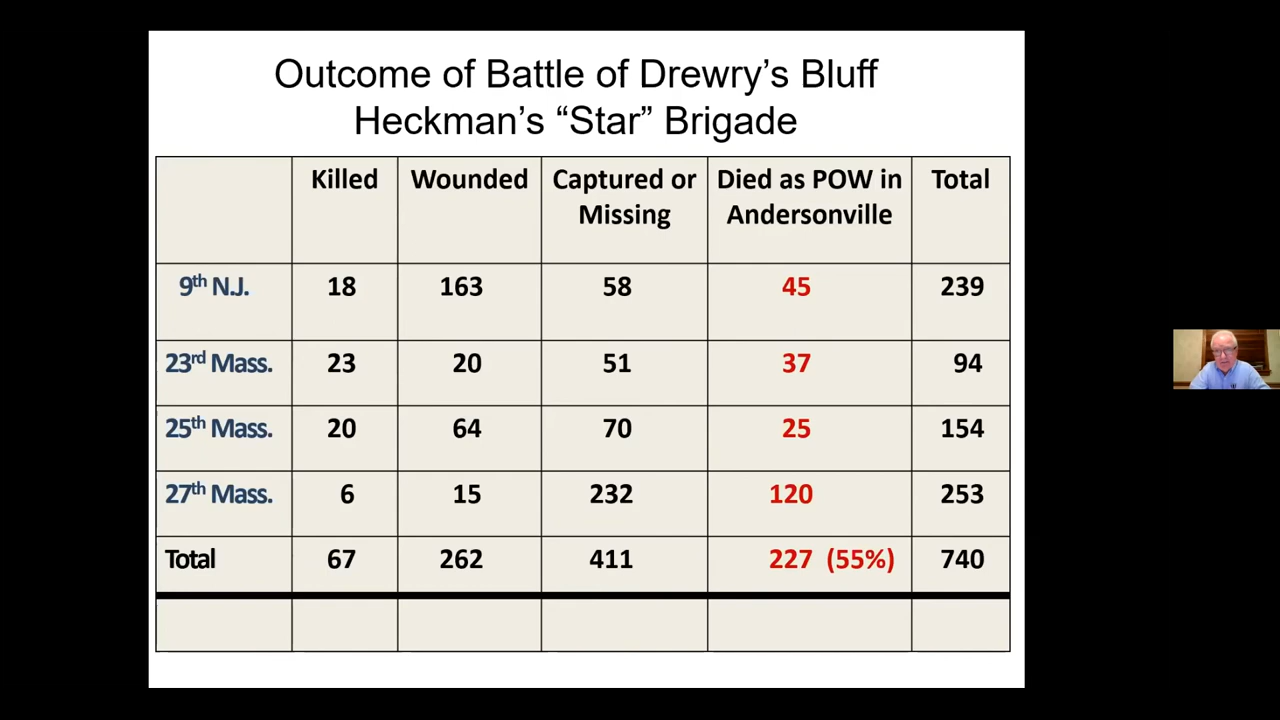 Outcome of Battle of Drewry's Bluff
Heckman's “Star” Brigade
Killed Wounded Captured or Missing Died as POW in Andersonville Total
9th N.J. 18 163 58 45 239
23rd Mass. 23 20 51 37 94
25th Mass. 20 64 70 25 154
27th Mass. 6 15 232 120 253
Total 67 262 411 227 (55%) 740